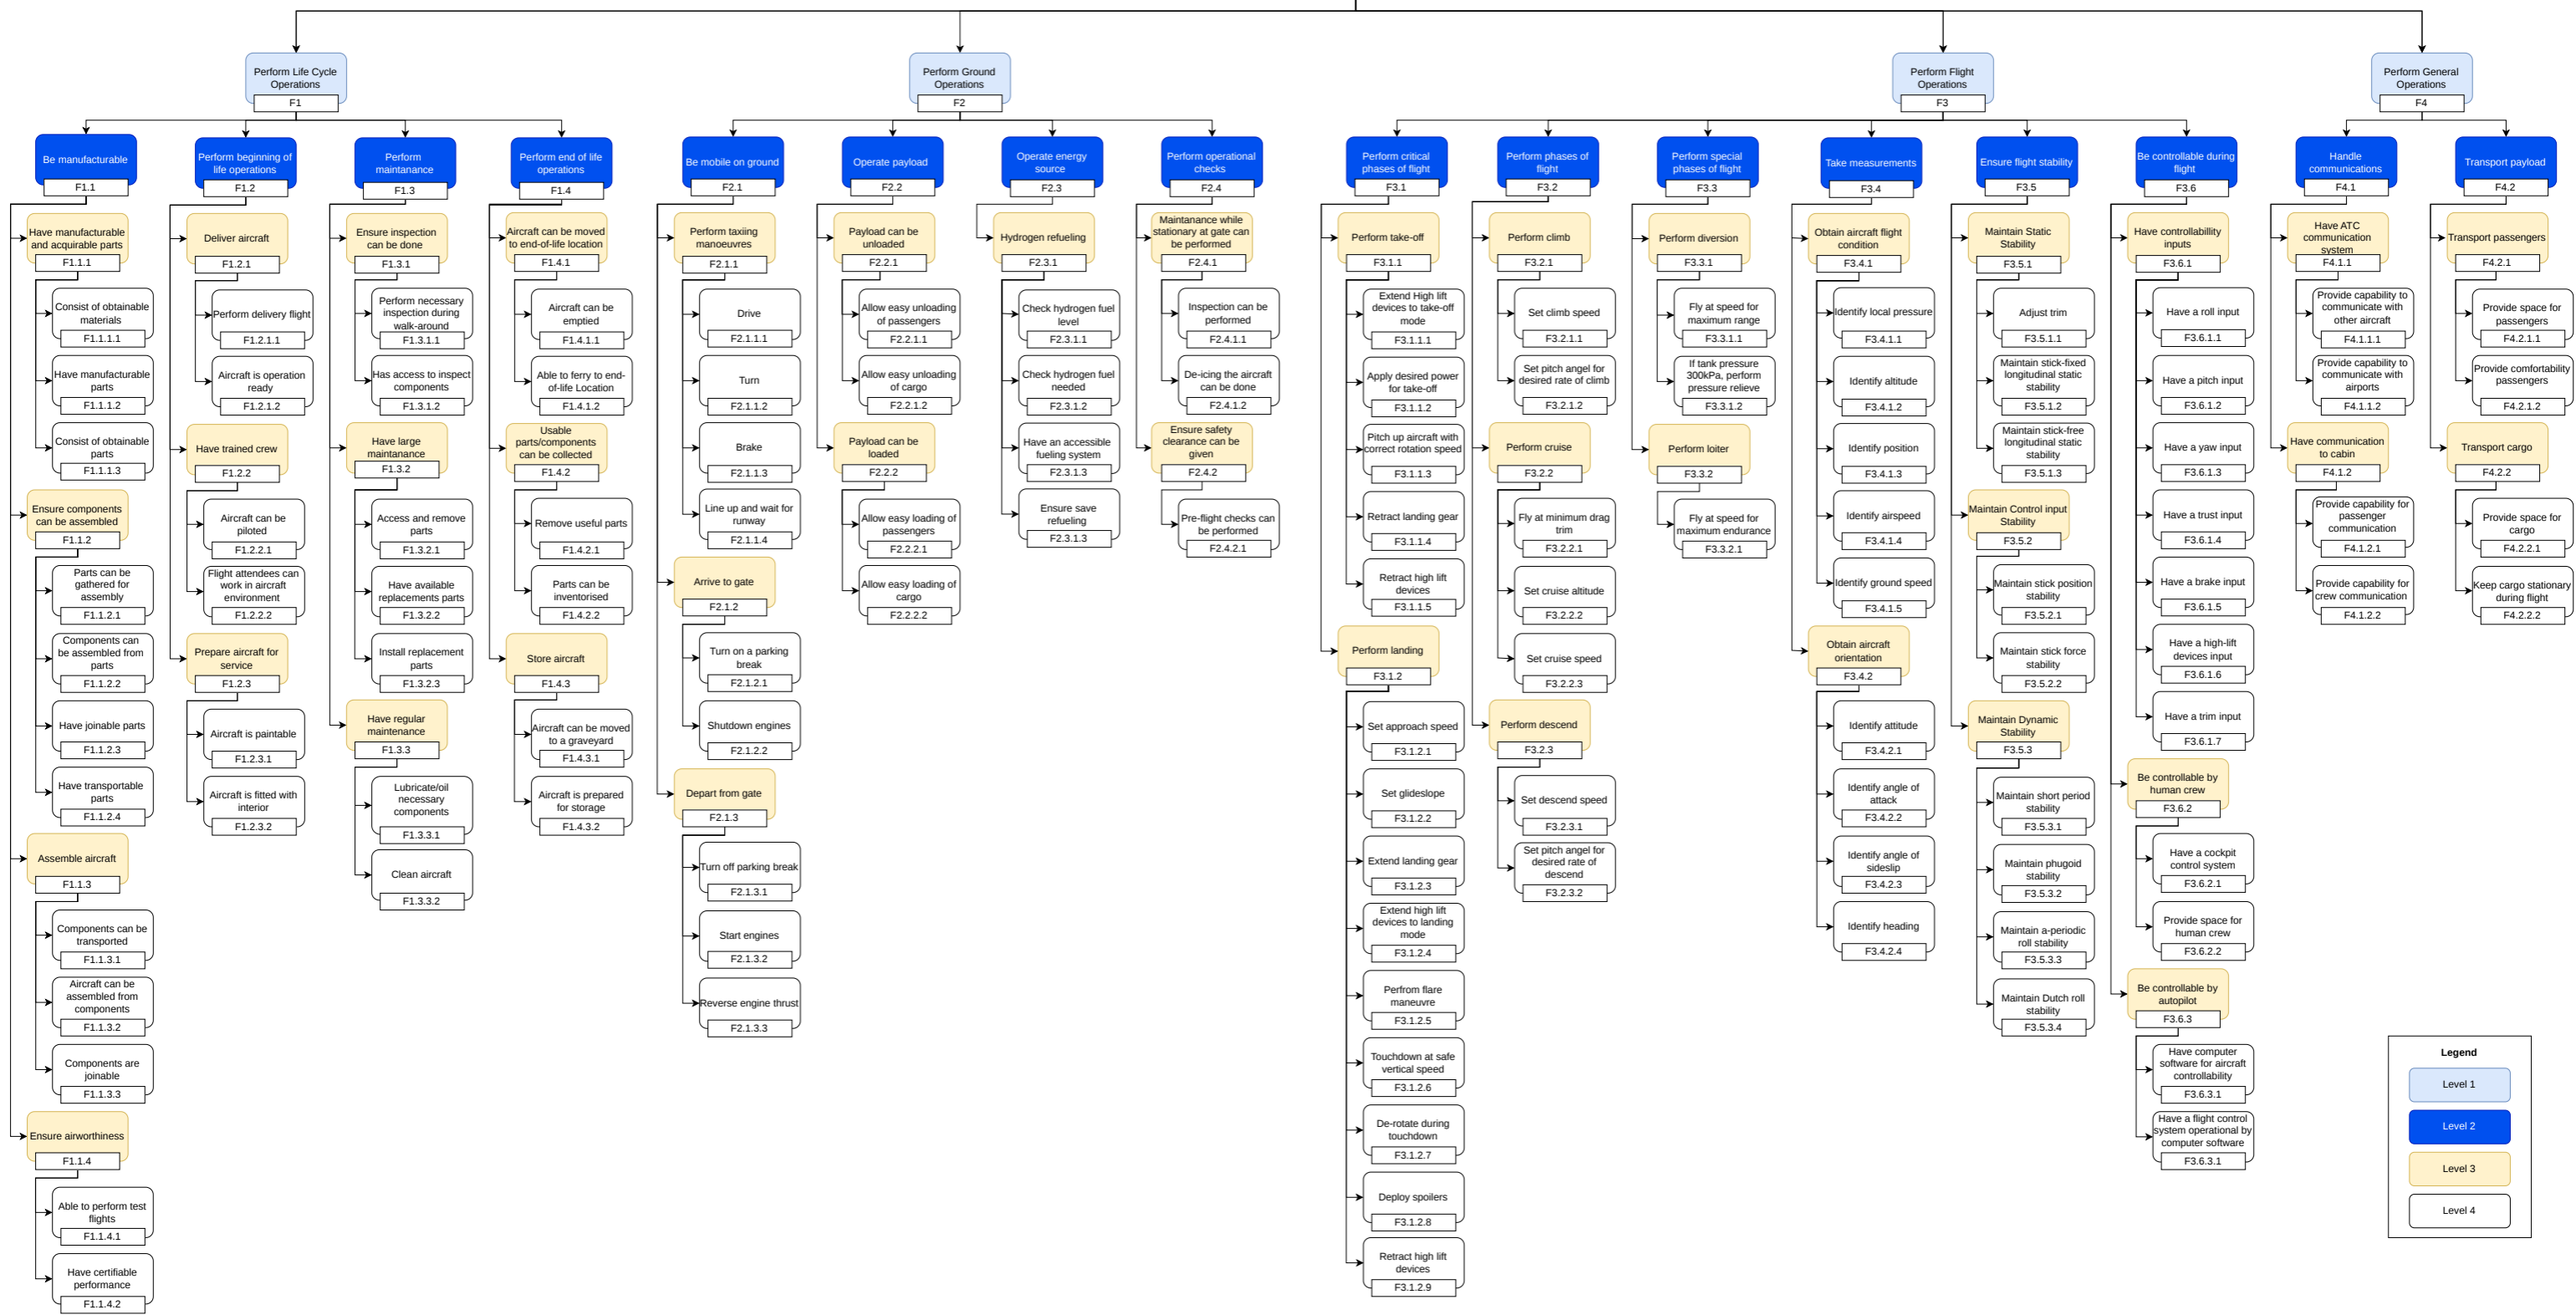 Perform Life Cycle
Operations
F1
Perform Ground
Operations
F2
Perform Flight
Operations
F3
Perform General
Operations
F4
Be manufacturable
F1.1
Have manufacturable
and acquirable parts
F1.1.1
Consist of obtainable
materials
F1.1.1.1
Have manufacturable
parts
F1.1.1.2
Consist of obtainable
parts
F1.1.1.3
Ensure components
can be assembled
F1.1.2
Parts can be
gathered for
assembly
F1.1.2.1
Components can
be assembled from
parts
F1.1.2.2
Have joinable parts
F1.1.2.3
Have transportable
parts
F1.1.2.4
Assemble aircraft
F1.1.3
Components can be
transported
F1.1.3.1
Aircraft can be
assembled from
components
F1.1.3.2
Components are
joinable
F1.1.3.3
Ensure airworthiness
F1.1.4
Able to perform test
flights
F1.1.4.1
Have certifiable
performance
F1.1.4.2
Perform beginning of
life operations
F1.2
Deliver aircraft
F1.2.1
Perform delivery flight
F1.2.1.1
Aircraft is operation
ready
F1.2.1.2
Have trained crew
F1.2.2
Aircraft can be
piloted
F1.2.2.1
Flight attendees can
work in aircraft
environment
F1.2.2.2
Prepare aircraft for
service
F1.2.3
Aircraft is paintable
F1.2.3.1
Aircraft is fitted with
interior
F1.2.3.2
Perform
maintanance
F1.3
Ensure inspection
can be done
F1.3.1
Perform necessary
inspection during
walk-around
F1.3.1.1
Has access to inspect
components
F1.3.1.2
Have large
maintanance
F1.3.2
Access and remove
parts
F1.3.2.1
Have available
replacements parts
F1.3.2.2
Install replacement
parts
F1.3.2.3
Have regular
maintenance
F1.3.3
Lubricate/oil
necessary
components
F1.3.3.1
Clean aircraft
F1.3.3.2
Perform end of life
operations
F1.4
Aircraft can be moved
to end-of-life location
F1.4.1
Aircraft can be
emptied
F1.4.1.1
Able to ferry to end-
of-life Location
F1.4.1.2
Usable
parts/components
can be collected
F1.4.2
Remove useful parts
F1.4.2.1
Parts can be
inventorised
F1.4.2.2
Store aircraft
F1.4.3
Aircraft can be moved
to a graveyard
F1.4.3.1
Aircraft is prepared
for storage
F1.4.3.2
Be mobile on ground
F2.1
Perform taxiing
manoeuvres
F2.1.1
Drive
F2.1.1.1
Turn
F2.1.1.2
Brake
F2.1.1.3
Line up and wait for
runway
F2.1.1.4
Arrive to gate
F2.1.2
Turn on a parking
break
F2.1.2.1
Shutdown engines
F2.1.2.2
Depart from gate
F2.1.3
Turn off parking break
F2.1.3.1
Start engines
F2.1.3.2
Reverse engine thrust
F2.1.3.3
Operate payload
F2.2
Payload can be
unloaded
F2.2.1
Allow easy unloading
of passengers
F2.2.1.1
Allow easy unloading
of cargo
F2.2.1.2
Payload can be
loaded
F2.2.2
Allow easy loading of
passengers
F2.2.2.1
Allow easy loading of
cargo
F2.2.2.2
Operate energy
source
F2.3
Hydrogen refueling
F2.3.1
Check hydrogen fuel
level
F2.3.1.1
Check hydrogen fuel
needed
F2.3.1.2
Have an accessible
fueling system
F2.3.1.3
Ensure save
refueling
F2.3.1.3
Perform operational
checks
F2.4
Maintanance while
stationary at gate can
be performed
F2.4.1
Inspection can be
performed
F2.4.1.1
De-icing the aircraft
can be done
F2.4.1.2
Ensure safety
clearance can be
given
F2.4.2
Pre-flight checks can
be performed
F2.4.2.1
Perform critical
phases of flight
F3.1
Perform take-off
F3.1.1
Extend High lift
devices to take-off
mode
F3.1.1.1
Apply desired power
for take-off
F3.1.1.2
Pitch up aircraft with
correct rotation speed
F3.1.1.3
Retract landing gear
F3.1.1.4
Retract high lift
devices
F3.1.1.5
Perform landing
F3.1.2
Set approach speed
F3.1.2.1
Set glideslope
F3.1.2.2
Extend landing gear
F3.1.2.3
Extend high lift
devices to landing
mode
F3.1.2.4
Perfrom flare
maneuvre
F3.1.2.5
Touchdown at safe
vertical speed
F3.1.2.6
De-rotate during
touchdown
F3.1.2.7
Deploy spoilers
F3.1.2.8
Retract high lift
devices
F3.1.2.9
Perform phases of
flight
F3.2
Perform climb
F3.2.1
Set climb speed
F3.2.1.1
Set pitch angel for
desired rate of climb
F3.2.1.2
Perform cruise
F3.2.2
Fly at minimum drag
trim
F3.2.2.1
Set cruise altitude
F3.2.2.2
Set cruise speed
F3.2.2.3
Perform descend
F3.2.3
Set descend speed
F3.2.3.1
Set pitch angel for
desired rate of
descend
F3.2.3.2
Perform special
phases of flight
F3.3
Perform diversion
F3.3.1
Fly at speed for
maximum range
F3.3.1.1
If tank pressure
300kPa, perform
pressure relieve
F3.3.1.2
Perform loiter
F3.3.2
Fly at speed for
maximum endurance
F3.3.2.1
Take measurements
F3.4
Obtain aircraft flight
condition
F3.4.1
Identify local pressure
F3.4.1.1
Identify altitude
F3.4.1.2
Identify position
F3.4.1.3
Identify airspeed
F3.4.1.4
Identify ground speed
F3.4.1.5
Obtain aircraft
orientation
F3.4.2
Identify attitude
F3.4.2.1
Identify angle of
attack
F3.4.2.2
Identify angle of
sideslip
F3.4.2.3
Identify heading
F3.4.2.4
Ensure flight stability
F3.5
Maintain Static
Stability
F3.5.1
Adjust trim
F3.5.1.1
Maintain stick-fixed
longitudinal static
stability
F3.5.1.2
Maintain stick-free
longitudinal static
stability
F3.5.1.3
Maintain Control input
Stability
F3.5.2
Maintain stick position
stability
F3.5.2.1
Maintain stick force
stability
F3.5.2.2
Maintain Dynamic
Stability
F3.5.3
Maintain short period
stability
F3.5.3.1
Maintain phugoid
stability
F3.5.3.2
Maintain a-periodic
roll stability
F3.5.3.3
Maintain Dutch roll
stability
F3.5.3.4
Be controllable during
flight
F3.6
Have controllabillity
inputs
F3.6.1
Have a roll input
F3.6.1.1
Have a pitch input
F3.6.1.2
Have a yaw input
F3.6.1.3
Have a trust input
F3.6.1.4
Have a brake input
F3.6.1.5
Have a high-lift
devices input
F3.6.1.6
Have a trim input
F3.6.1.7
Be controllable by
human crew
F3.6.2
Have a cockpit
control system
F3.6.2.1
Provide space for
human crew
F3.6.2.2
Be controllable by
autopilot
F3.6.3
Have computer
software for aircraft
controllability
F3.6.3.1
Have a flight control
system operational by
computer software
F3.6.3.1
Handle
communications
F4.1
Have ATC
communication
system
F4.1.1
Provide capability to
communicate with
other aircraft
F4.1.1.1
Provide capability to
communicate with
airports
F4.1.1.2
Have communication
to cabin
F4.1.2
Provide capability for
passenger
communication
F4.1.2.1
Provide capability for
crew communication
F4.1.2.2
Transport payload
F4.2
Transport passengers
F4.2.1
Provide space for
passengers
F4.2.1.1
Provide comfortability
passengers
F4.2.1.2
Transport cargo
F4.2.2
Provide space for
cargo
F4.2.2.1
Keep cargo stationary
during flight
F4.2.2.2
Legend
Level 1
Level 2
Level 3
Level 4